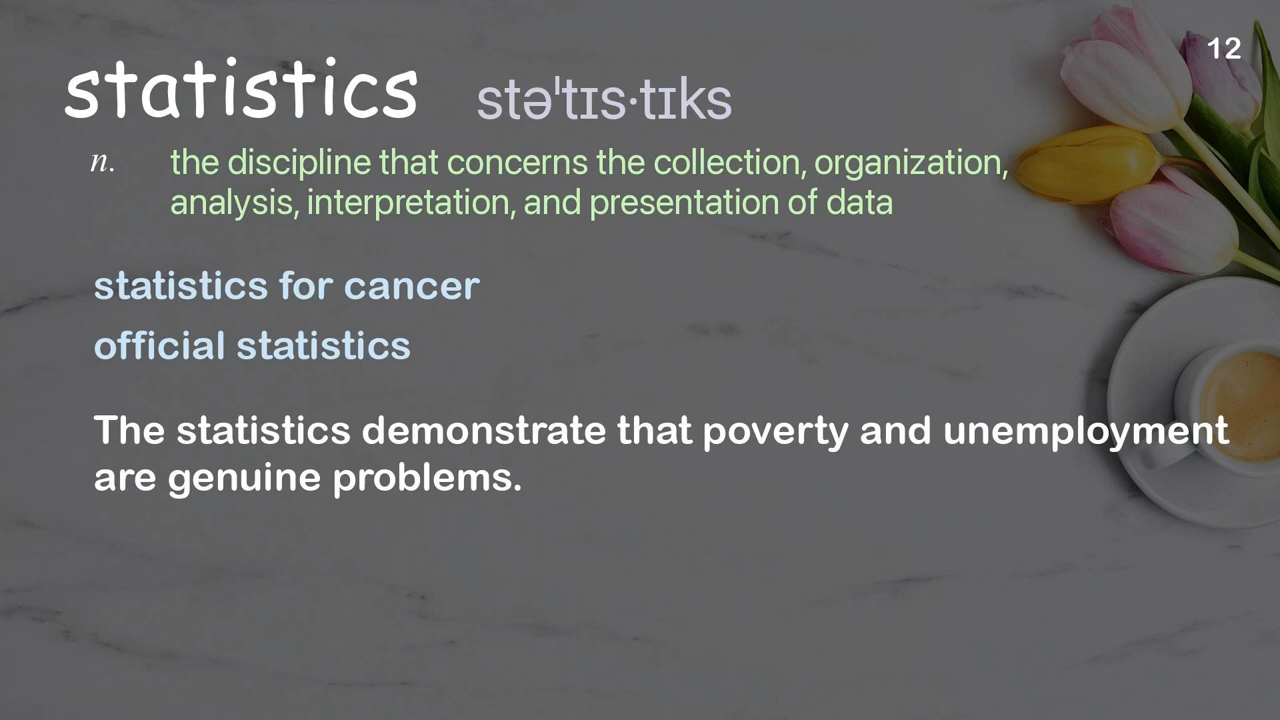 12
statistics stəˈtɪs·tɪks
n. the discipline that concerns the collection, organization,
analysis, interpretation, and presentation of data
statistics for cancer
official statistics
The statistics demonstrate that poverty and unemployment
are genuine problems.